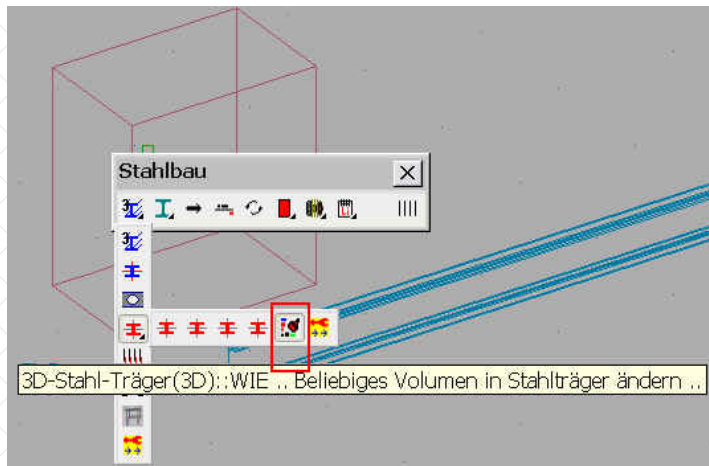 Stahlbau
3D-Stahl-Träger(3D)::WIE .. Beliebiges Volumen in Stahlträger ändern ..